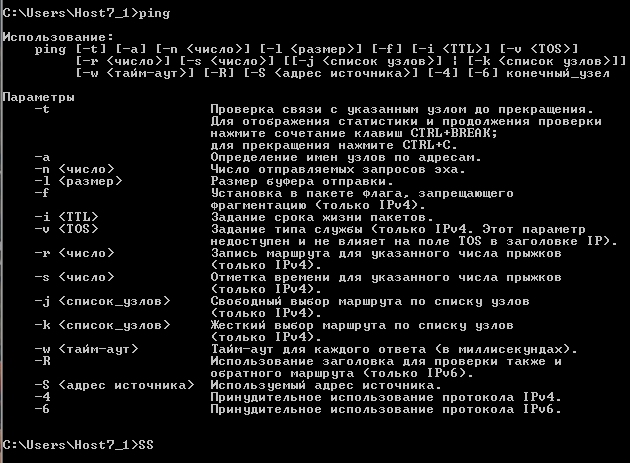 C:\Users\Host7_1>ping
Использование:
ping [-t] [-a] [-n <число>] [-l <размер>] [-f] [-i <TTL>] [-v <TOS>]
[-r <число>] [-s <число>] [[-j <список узлов>] ¦ [-k <список узлов>]]
[-w <тайм-аут>] [-R] [-S <адрес источника>] [-4] [-6] конечный_узел
Параметры
-t Проверка связи с указанным узлом до прекращения.
Для отображения статистики и продолжения проверки
нажмите сочетание клавиш CTRL+BREAK;
для прекращения нажмите CTRL+C.
-a Определение имен узлов по адресам.
-n <число> Число отправляемых запросов эха.
-l <размер> Размер буфера отправки.
-f Установка в пакете флага, запрещающего
фрагментацию (только IPv4).
-i <TTL> Задание срока жизни пакетов.
-v <TOS> Задание типа службы (только IPv4. Этот параметр
недоступен и не влияет на поле TOS в заголовке IP).
-r <число> Запись маршрута для указанного числа прыжков
(только IPv4).
-s <число> Отметка времени для указанного числа прыжков
(только IPv4).
-j <список_узлов> Свободный выбор маршрута по списку узлов
(только IPv4).
-k <список_узлов> Жесткий выбор маршрута по списку узлов
(только IPv4).
-w <тайм-аут> Тайм-аут для каждого ответа (в миллисекундах).
-R Использование заголовка для проверки также и
обратного маршрута (только IPv6).
-S <адрес источника> Используемый адрес источника.
-4 Принудительное использование протокола IPv4.
-6 Принудительное использование протокола IPv6.
C:\Users\Host7_1>SS